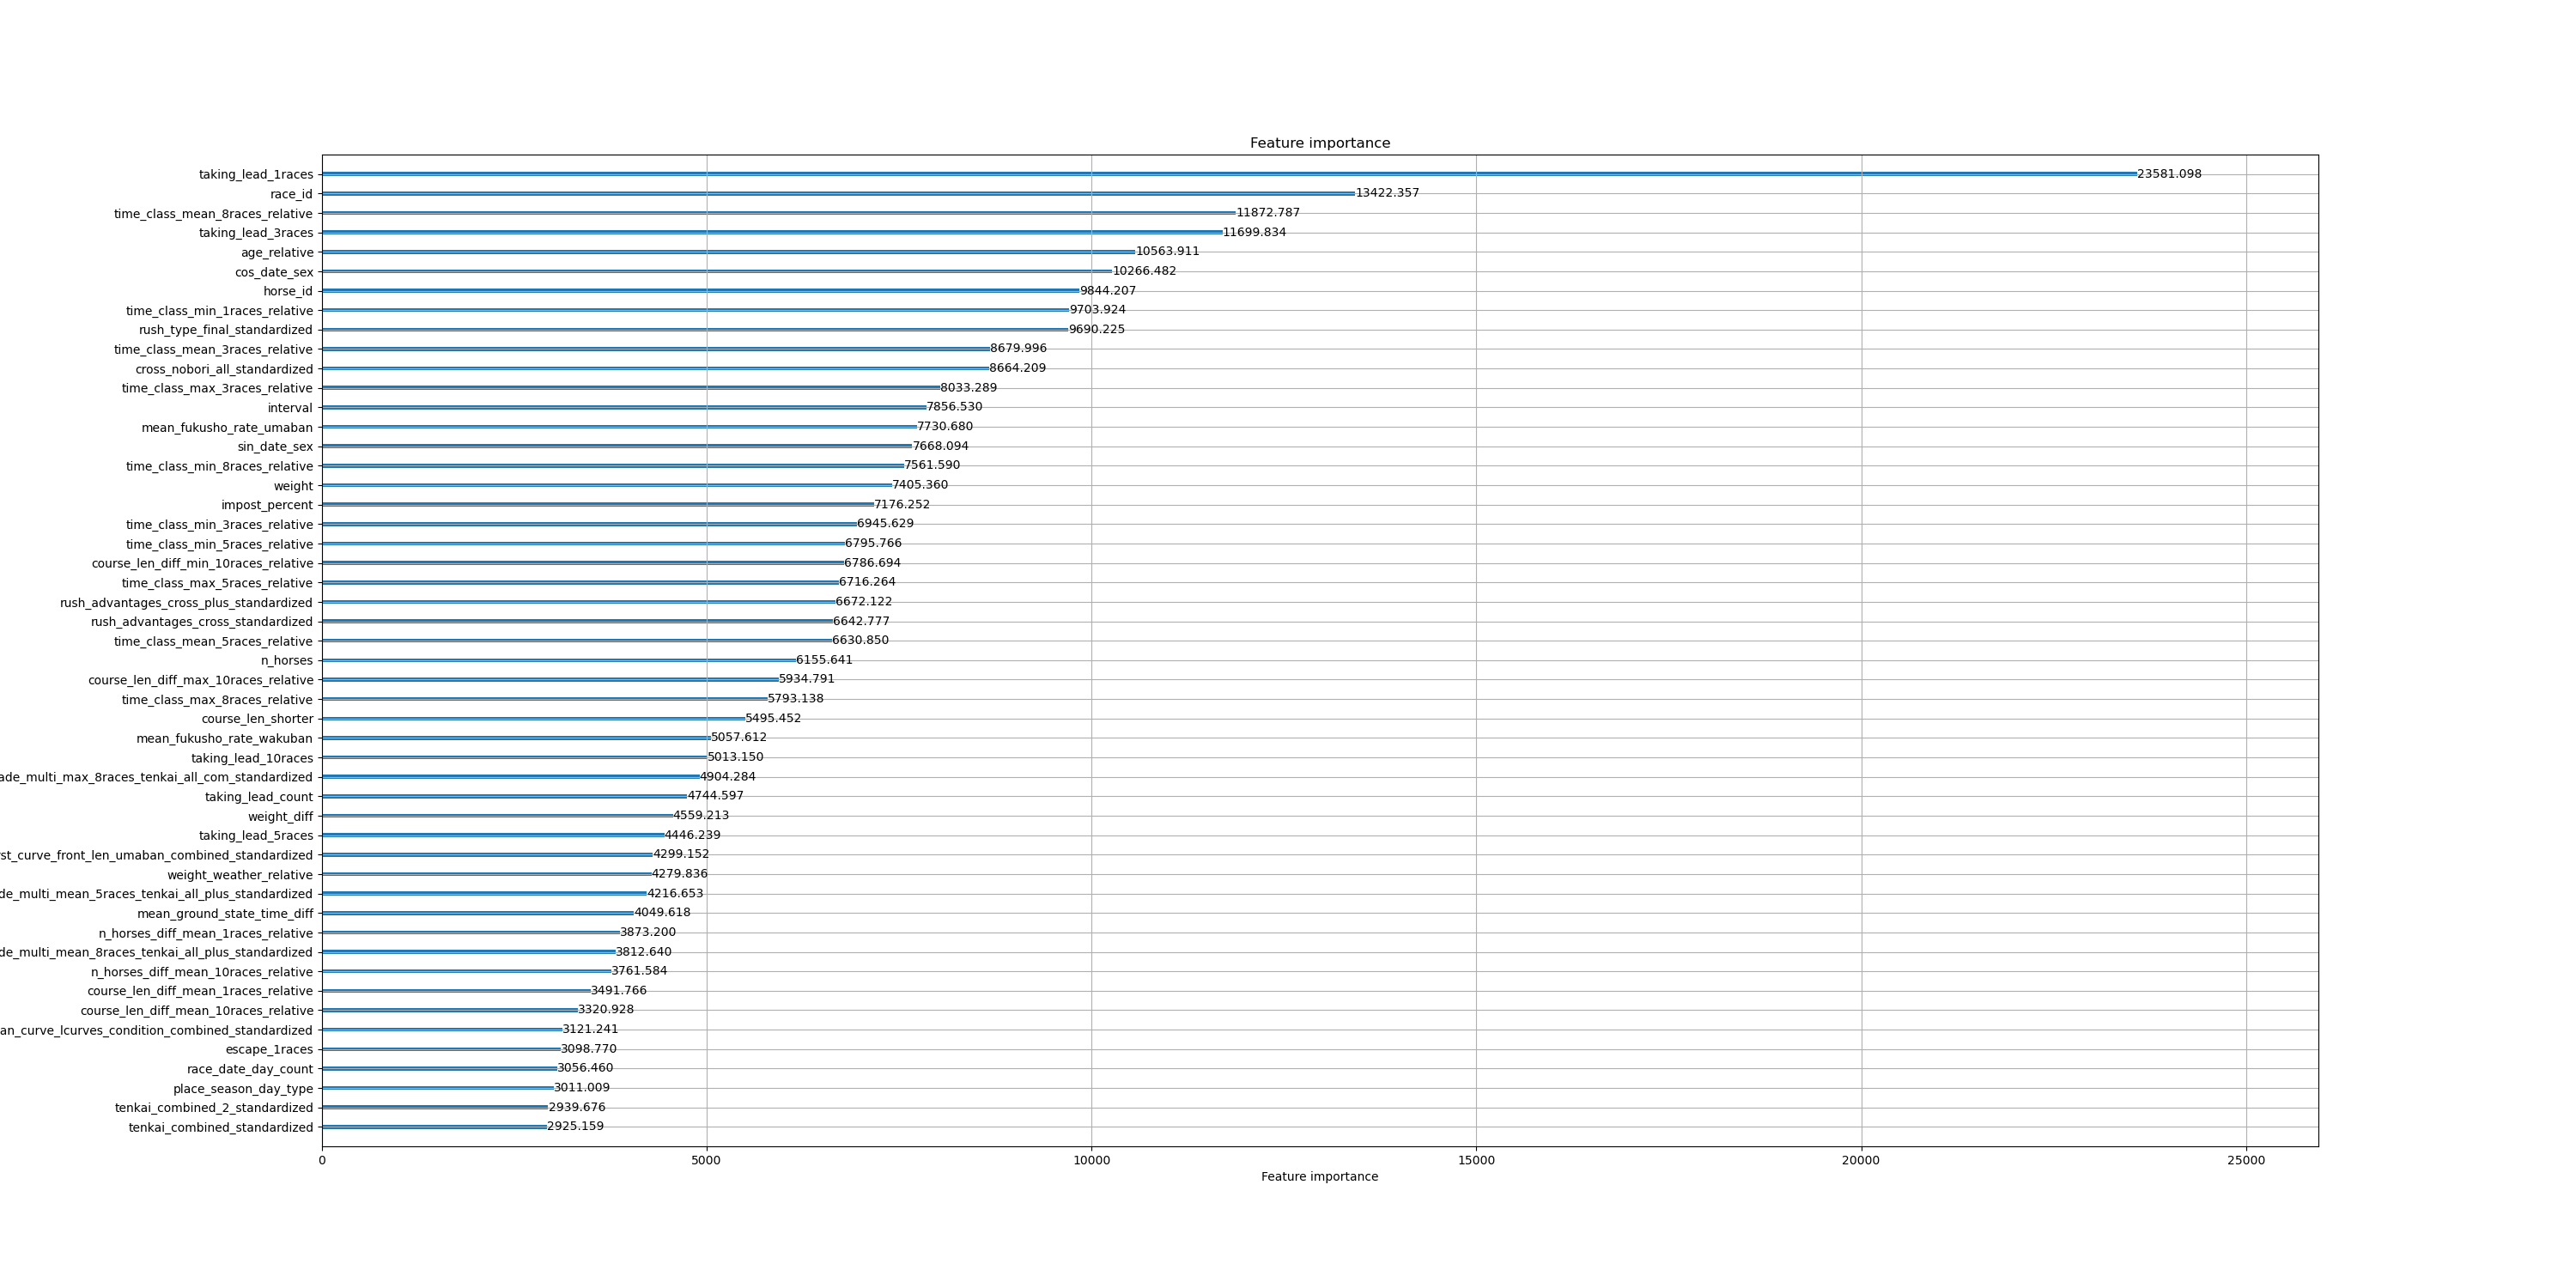 Feature importance
taking_lead_1races 23581.098
race_id 13422.357
time_class_mean_8races_relative 11872.787
taking_lead_3races 11699.834
age_relative 10563.911
cos_date_sex 10266.482
horse_id 9844.207
time_class_min_1races_relative 9703.924
rush_type_final_standardized 9690.225
time_class_mean_3races_relative 8679.996
cross_nobori_all_standardized 8664.209
time_class_max_3races_relative 8033.289
interval 7856.530
mean_fukusho_rate_umaban 7730.680
sin_date_sex 7668.094
time_class_min_8races_relative 7561.590
weight 7405.360
impost_percent 7176.252
time_class_min_3races_relative 6945.629
time_class_min_5races_relative 6795.766
course_len_diff_min_10races_relative 6786.694
time_class_max_5races_relative 6716.264
rush_advantages_cross_plus_standardized 6672.122
rush_advantages_cross_standardized 6642.777
time_class_mean_5races_relative 6630.850
n_horses 6155.641
course_len_diff_max_10races_relative 5934.791
time_class_max_8races_relative 5793.138
course_len_shorter 5495.452
mean_fukusho_rate_wakuban 5057.612
taking_lead_10races 5013.150
ade_multi_max_8races_tenkai_all_com_standardized 4904.284
taking_lead_count 4744.597
weight_diff 4559.213
taking_lead_5races 4446.239
st_curve_front_len_umaban_combined_standardized 4299.152
weight_weather_relative 4279.836
de_multi_mean_5races_tenkai_all_plus_standardized 4216.653
mean_ground_state_time_diff 4049.618
n_horses_diff_mean_1races_relative 3873.200
de_multi_mean_8races_tenkai_all_plus_standardized 3812.640
n_horses_diff_mean_10races_relative 3761.584
course_len_diff_mean_1races_relative 3491.766
course_len_diff_mean_10races_relative 3320.928
an_curve_lcurves_condition_combined_standardized 3121.241
escape_1races 3098.770
race_date_day_count 3056.460
place_season_day_type 3011.009
tenkai_combined_2_standardized 2939.676
tenkai_combined_standardized 2925.159
0 5000 10000 15000 20000 25000
Feature importance